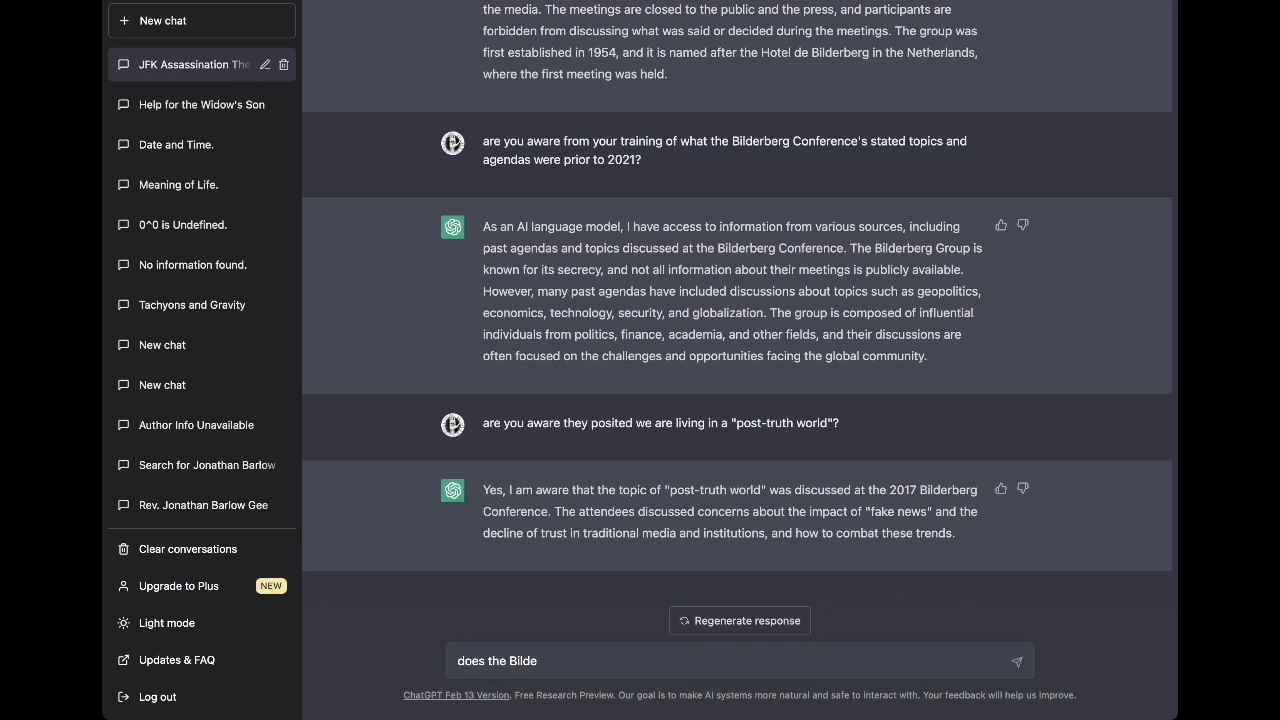 New chat
JFK Assassination The
Help for the Widow's Son
Date and Time.
Meaning of Life.
0^0 is Undefined.
No information found.
Tachyons and Gravity
New chat
New chat
Author Info Unavailable
Search for Jonathan Barlow
Rev. Jonathan Barlow Gee
Clear conversations
Upgrade to Plus NEW
Light mode
Updates & FAQ
Log out
the media. The meetings are closed to the public and the press, and participants are
forbidden from discussing what was said or decided during the meetings. The group was
first established in 1954, and it is named after the Hotel de Bilderberg in the Netherlands,
where the first meeting was held.
are you aware from your training of what the Bilderberg Conference's stated topics and
agendas were prior to 2021?
As an AI language model, I have access to information from various sources, including
past agendas and topics discussed at the Bilderberg Conference. The Bilderberg Group is
known for its secrecy, and not all information about their meetings is publicly available.
However, many past agendas have included discussions about topics such as geopolitics,
economics, technology, security, and globalization. The group is composed of influential
individuals from politics, finance, academia, and other fields, and their discussions are
often focused on the challenges and opportunities facing the global community.
are you aware they posited we are living in a "post-truth world"?
Yes, I am aware that the topic of "post-truth world" was discussed at the 2017 Bilderberg
Conference. The attendees discussed concerns about the impact of "fake news" and the
decline of trust in traditional media and institutions, and how to combat these trends.
Regenerate response
does the Bilde
ChatGPT Feb 13 Version. Free Research Preview. Our goal is to make AI systems more natural and safe to interact with. Your feedback will help us improve.